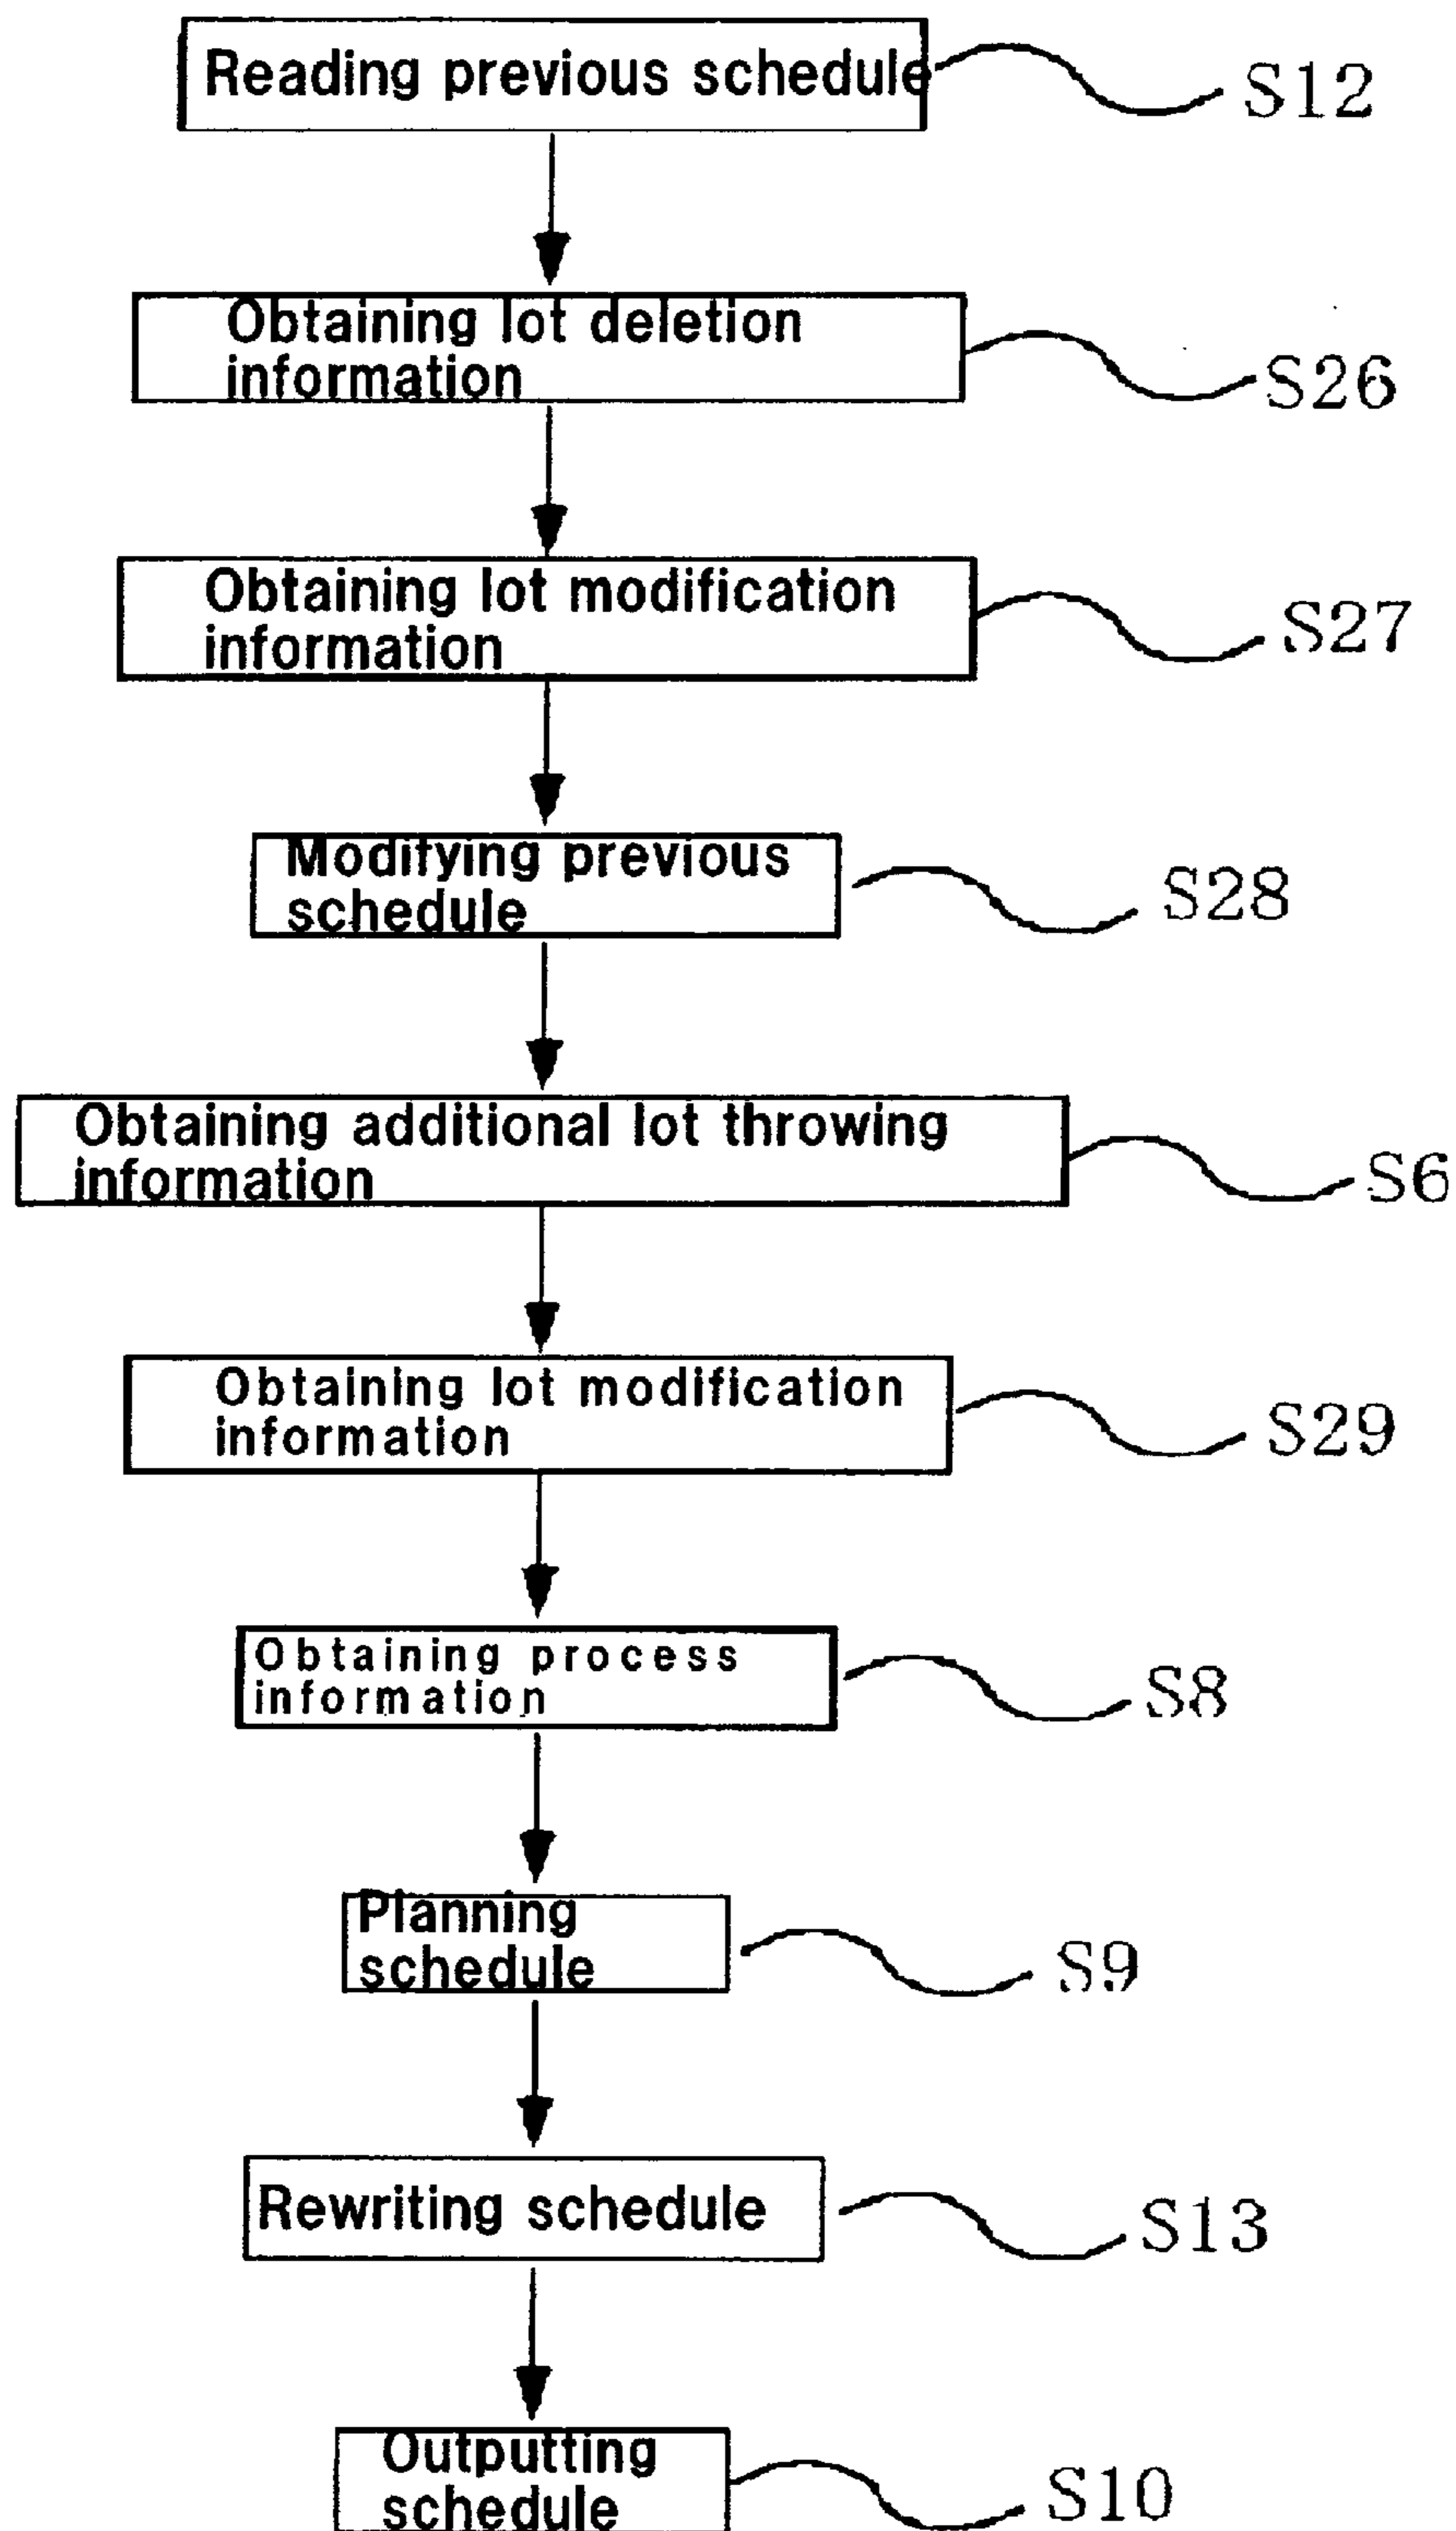 Reading previous schedule
S12
Obtaining lot deletion
information
S26
Obtaining lot modification
information
S27
Modifying previous
schedule
S28
Obtaining additional lot throwing
information
S6
Obtaining lot modification
information
S29
Obtaining process
information
S8
Planning
schedule
S9
Rewriting schedule
S13
Outputting
schedule
S10